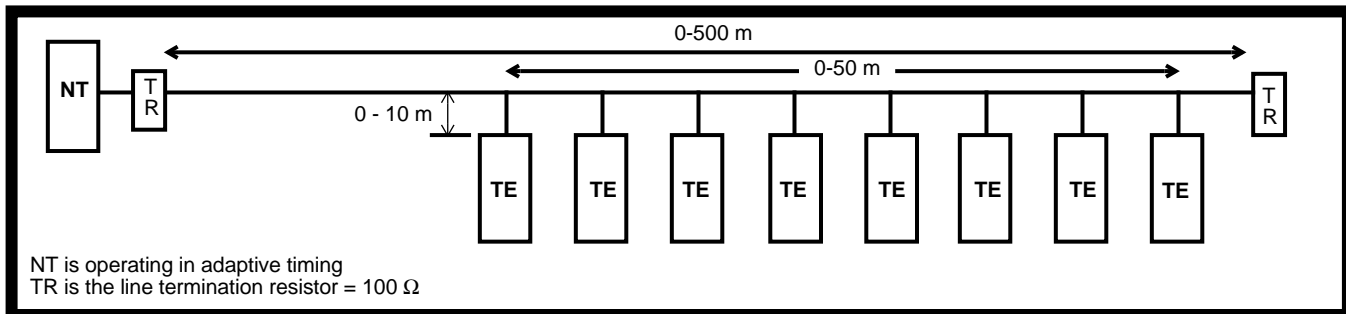 0-500 m
NT
T
R
0-50 m
T
R
0 - 10 m
TE TE TE TE TE TE TE TE
NT is operating in adaptive timing
TR is the line termination resistor = 100 Ω